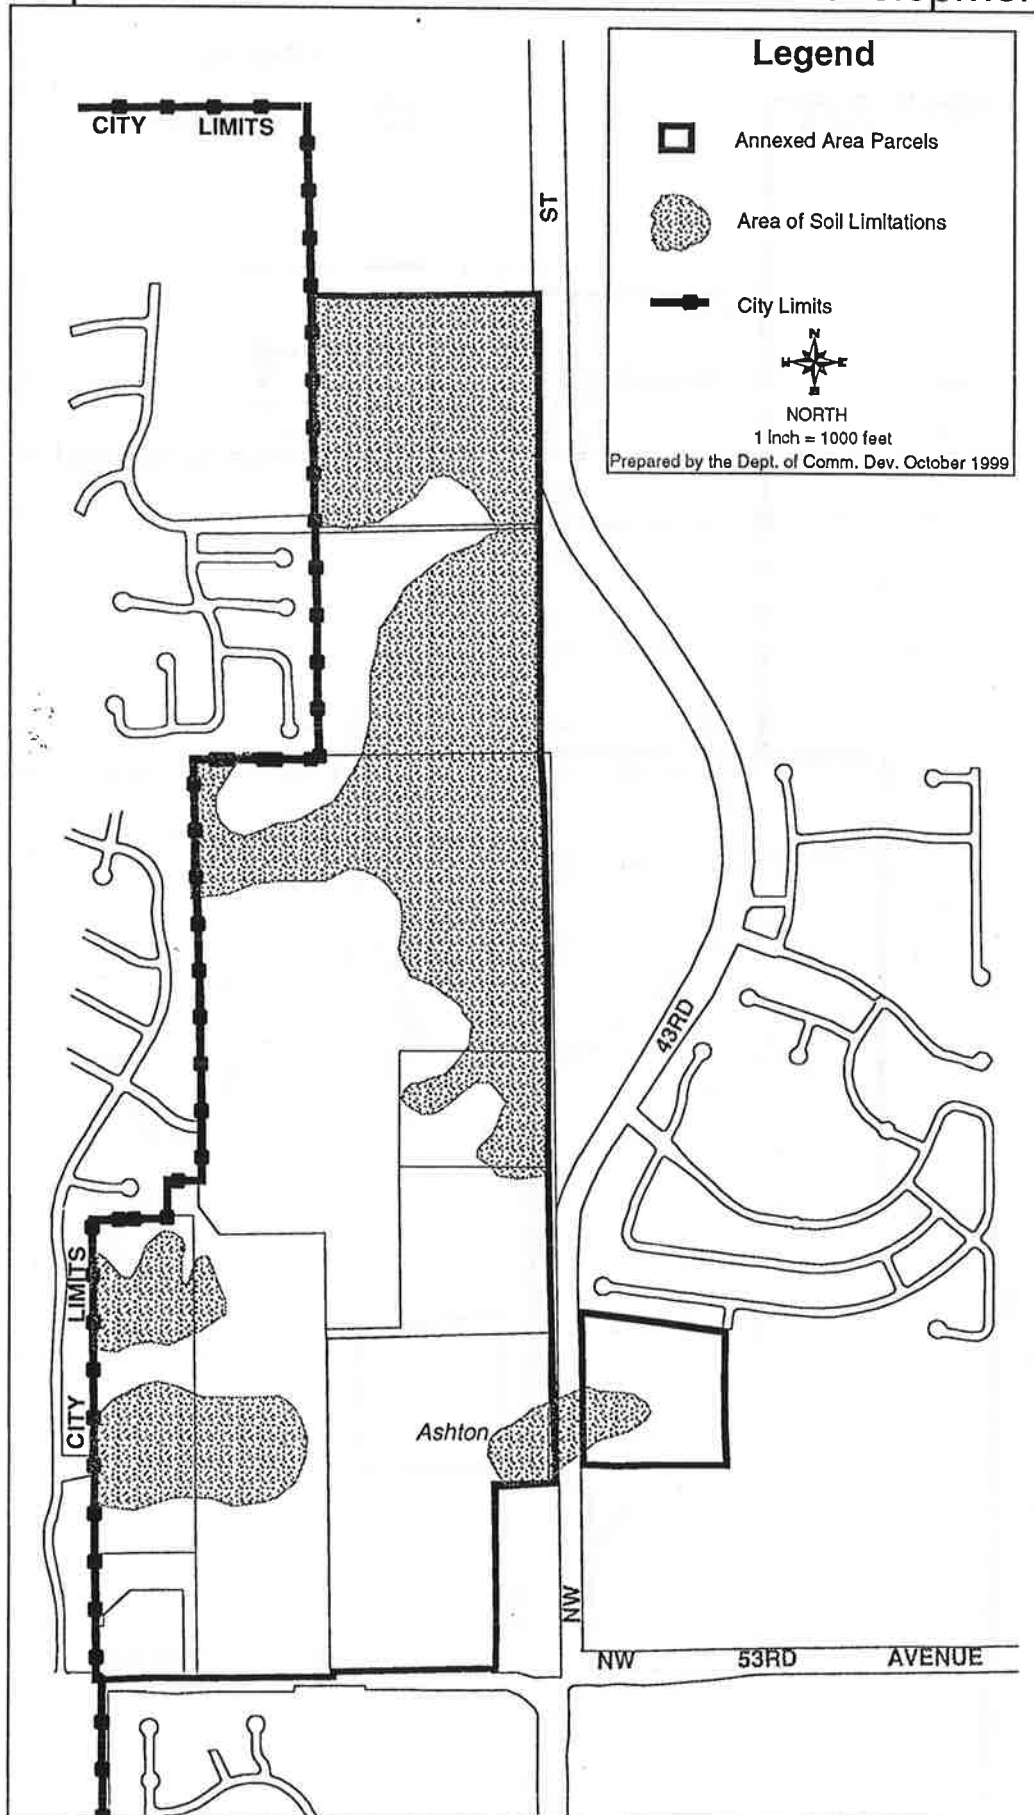 Legend
Annexed Area Parcels
Area of Soil Limitations
City Limits
N
NORTH
1 Inch = 1000 feet
Prepared by the Dept. of Comm. Dev. October 1999
CITY LIMITS
ST
43RD
CITY LIMITS
Ashton
NW
NW 53RD AVENUE